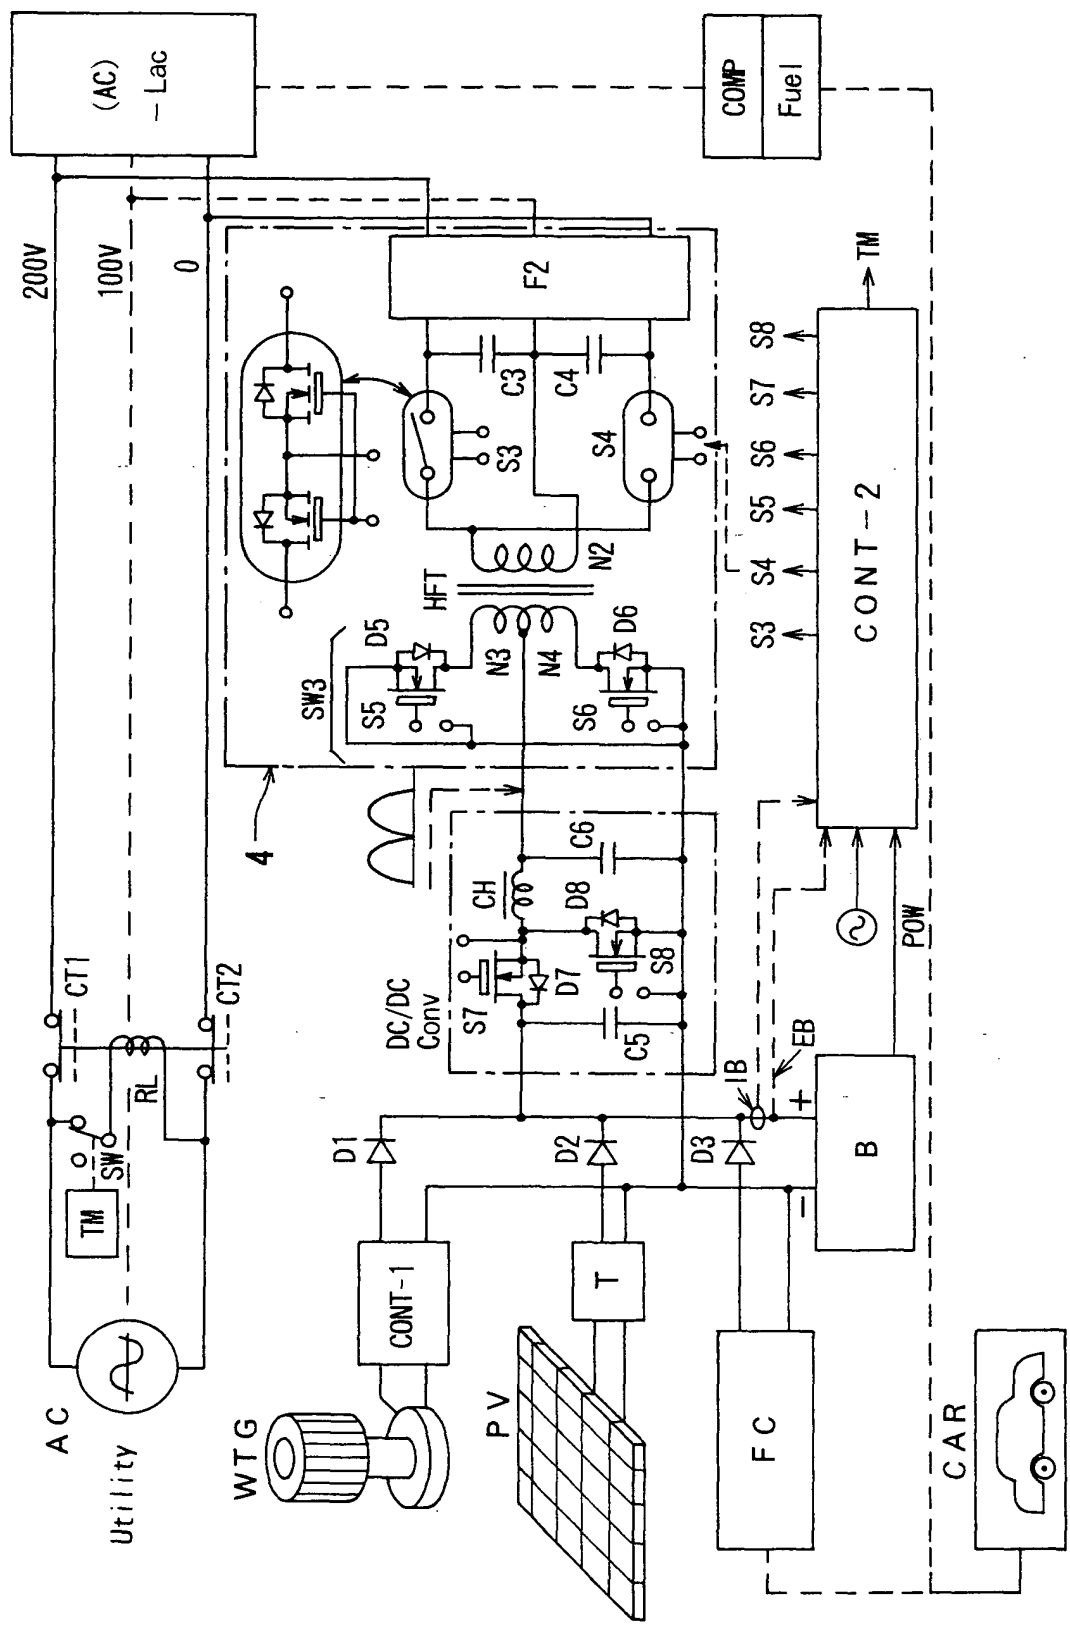 AC
Utility
TM
SW
RL
CT1
CT2
200V
100V
0
(AC)
- Lac
WTG
CONT-1
D1
DC/DC
Conv
S7
D7
CH
D8
S8
C5
C6
4
SW3
S5
D5
N3
HFT
N4
S6
D6
N2
S3
S4
C3
C4
F2
COMP
Fuel
PV
T
D2
D3
IB
EB
+
−
B
POW
FC
CAR
CONT-2
S3
S4
S5
S6
S7
S8
TM